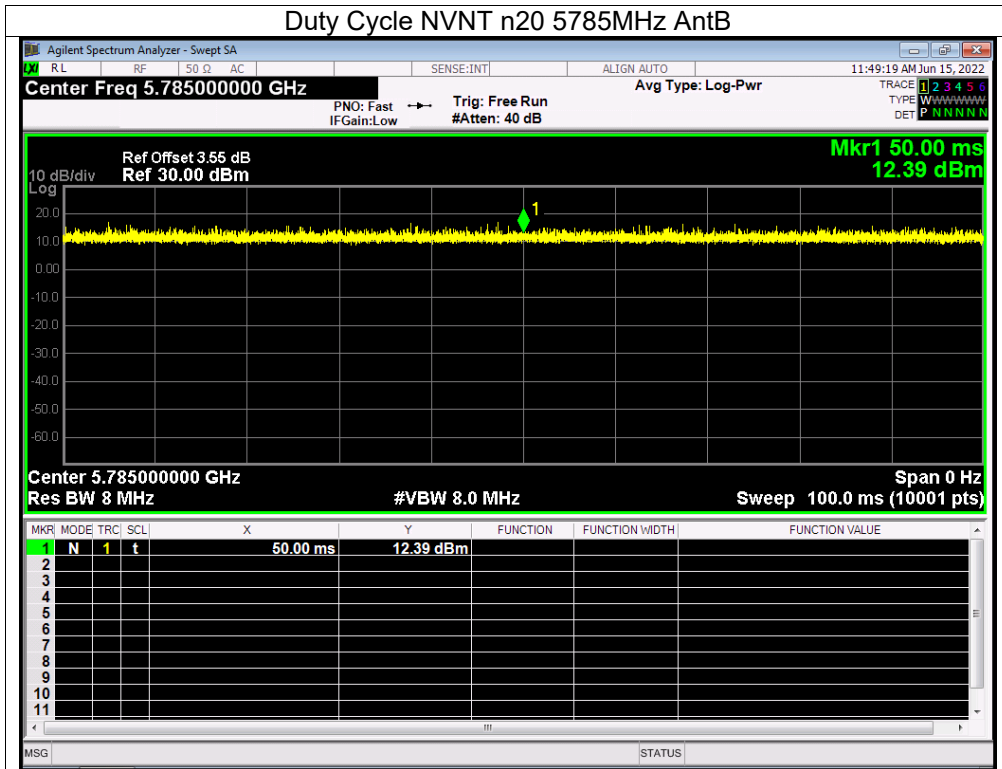 Duty Cycle NVNT n20 5785MHz AntB
Agilent Spectrum Analyzer - Swept SA
LXI RL RF 50 Ω AC SENSE:INT ALIGN AUTO 11:49:19 AM Jun 15, 2022
Center Freq 5.785000000 GHz Avg Type: Log-Pwr TRACE 1 2 3 4 5 6
PNO: Fast Trig: Free Run TYPE WWWWWWW
IFGain:Low #Atten: 40 dB DET P N N N N N
Mkr1 50.00 ms
Ref Offset 3.55 dB
10 dB/div Ref 30.00 dBm 12.39 dBm
Log
20.0
1
10.0
0.00
-10.0
-20.0
-30.0
-40.0
-50.0
-60.0
Center 5.785000000 GHz Span 0 Hz
Res BW 8 MHz #VBW 8.0 MHz Sweep 100.0 ms (10001 pts)
MKR MODE TRC SCL X Y FUNCTION FUNCTION WIDTH FUNCTION VALUE
1 N 1 t 50.00 ms 12.39 dBm
2
3
4
5
6
7
8
9
10
11
MSG STATUS